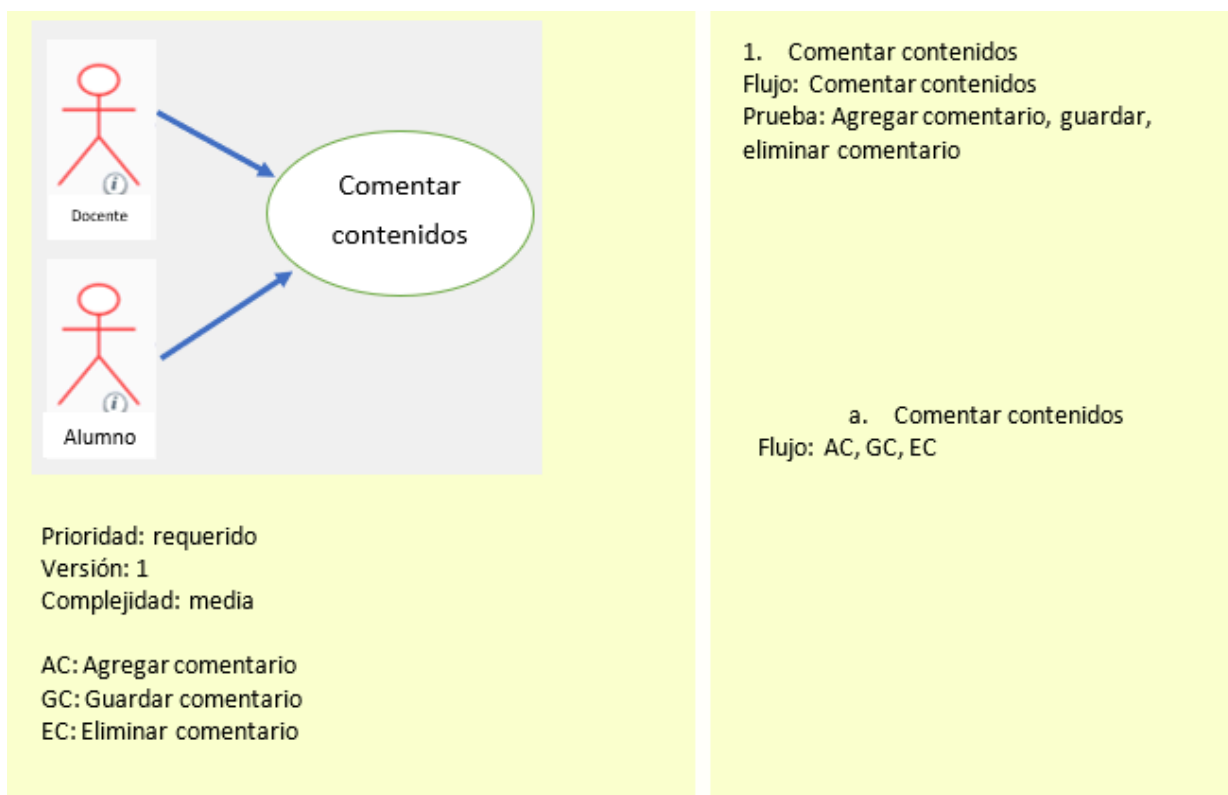 Docente
Comentar
contenidos
Alumno
Prioridad: requerido
Versión: 1
Complejidad: media
AC: Agregar comentario
GC: Guardar comentario
EC: Eliminar comentario
1. Comentar contenidos
Flujo: Comentar contenidos
Prueba: Agregar comentario, guardar,
eliminar comentario
a. Comentar contenidos
Flujo: AC, GC, EC